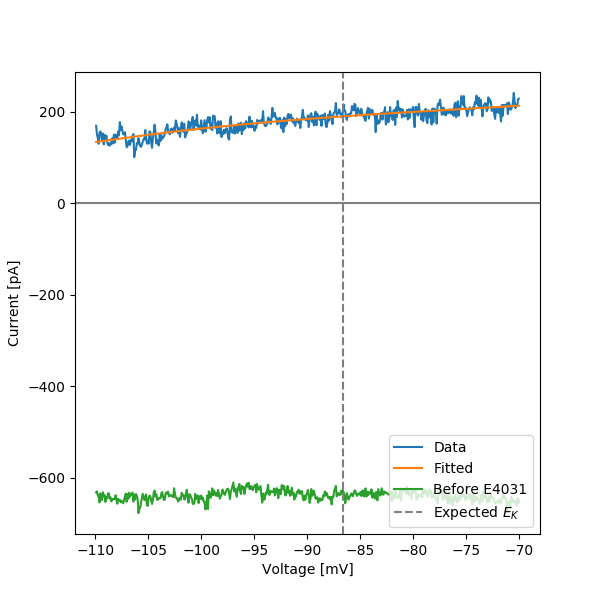 Current [pA]
200
0
−200
−400
−600
Data
Fitted
Before E4031
Expected E_K
−110
−105
−100
−95
−90
−85
−80
−75
−70
Voltage [mV]